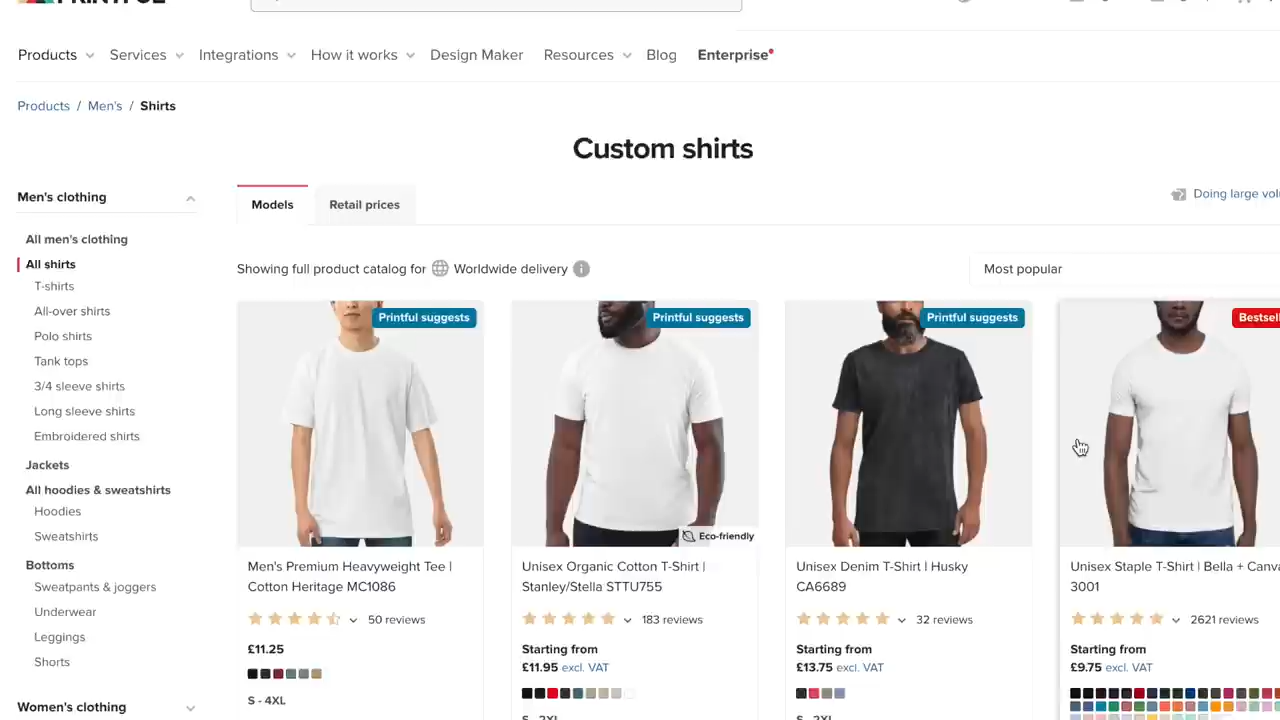 PRINTFUL
Products Services Integrations How it works Design Maker Resources Blog Enterprise
Products / Men's / Shirts
Custom shirts
Men's clothing
Models Retail prices
Doing large vol
All men's clothing
All shirts
T-shirts
All-over shirts
Polo shirts
Tank tops
3/4 sleeve shirts
Long sleeve shirts
Embroidered shirts
Jackets
All hoodies & sweatshirts
Hoodies
Sweatshirts
Bottoms
Sweatpants & joggers
Underwear
Leggings
Shorts
Women's clothing
Showing full product catalog for Worldwide delivery i
Most popular
Printful suggests
Men's Premium Heavyweight Tee |
Cotton Heritage MC1086
50 reviews
£11.25
S - 4XL
Printful suggests
Eco-friendly
Unisex Organic Cotton T-Shirt |
Stanley/Stella STTU755
183 reviews
Starting from
£11.95 excl. VAT
S - 2XL
Printful suggests
Unisex Denim T-Shirt | Husky
CA6689
32 reviews
Starting from
£13.75 excl. VAT
S - 2XL
Bestsell
Unisex Staple T-Shirt | Bella + Canva
3001
2621 reviews
Starting from
£9.75 excl. VAT